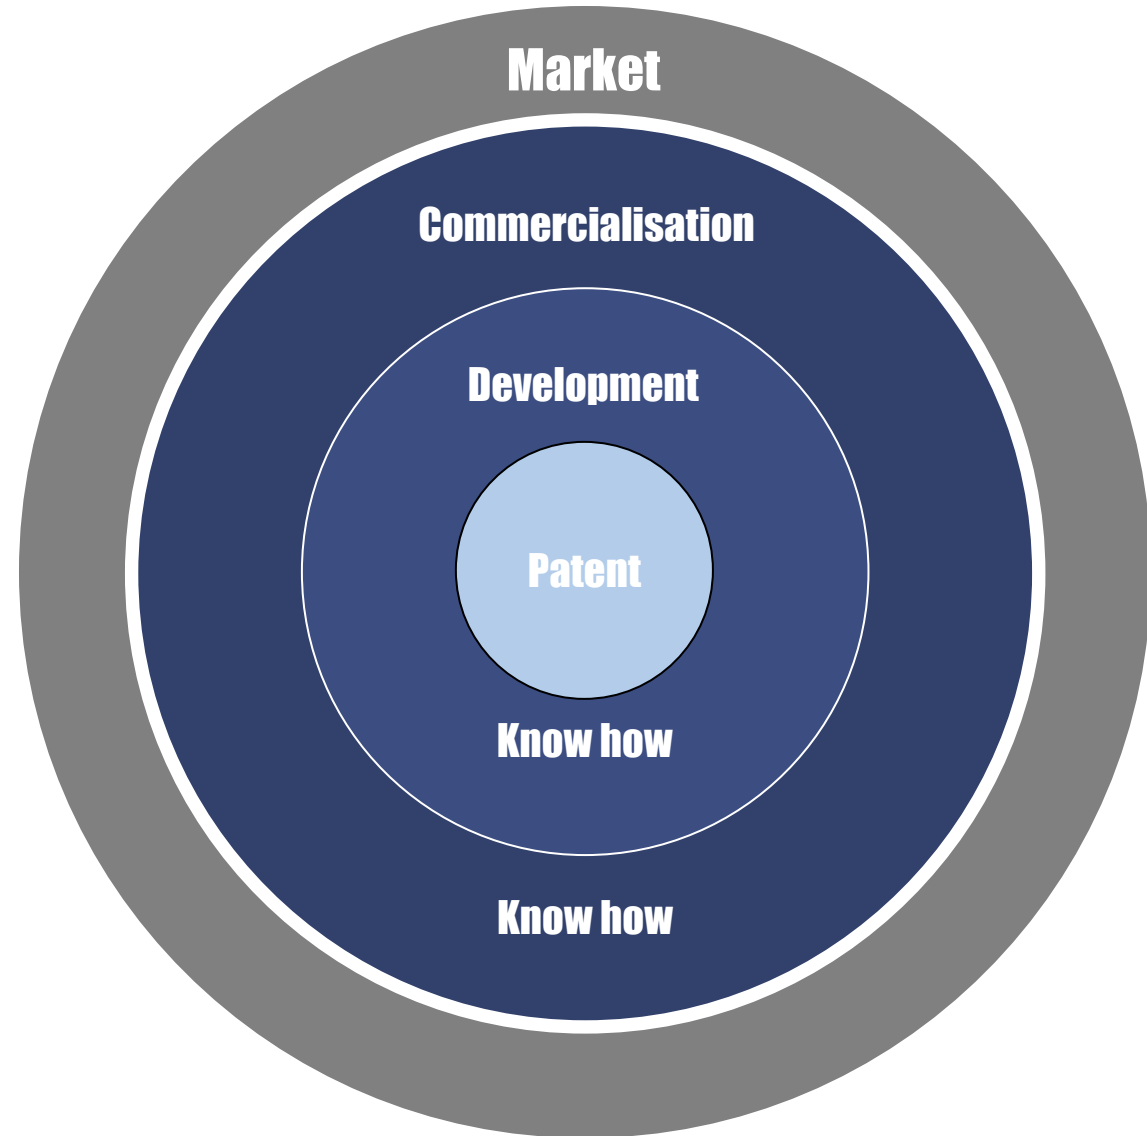 Market
Commercialisation
Development
Patent
Know how
Know how